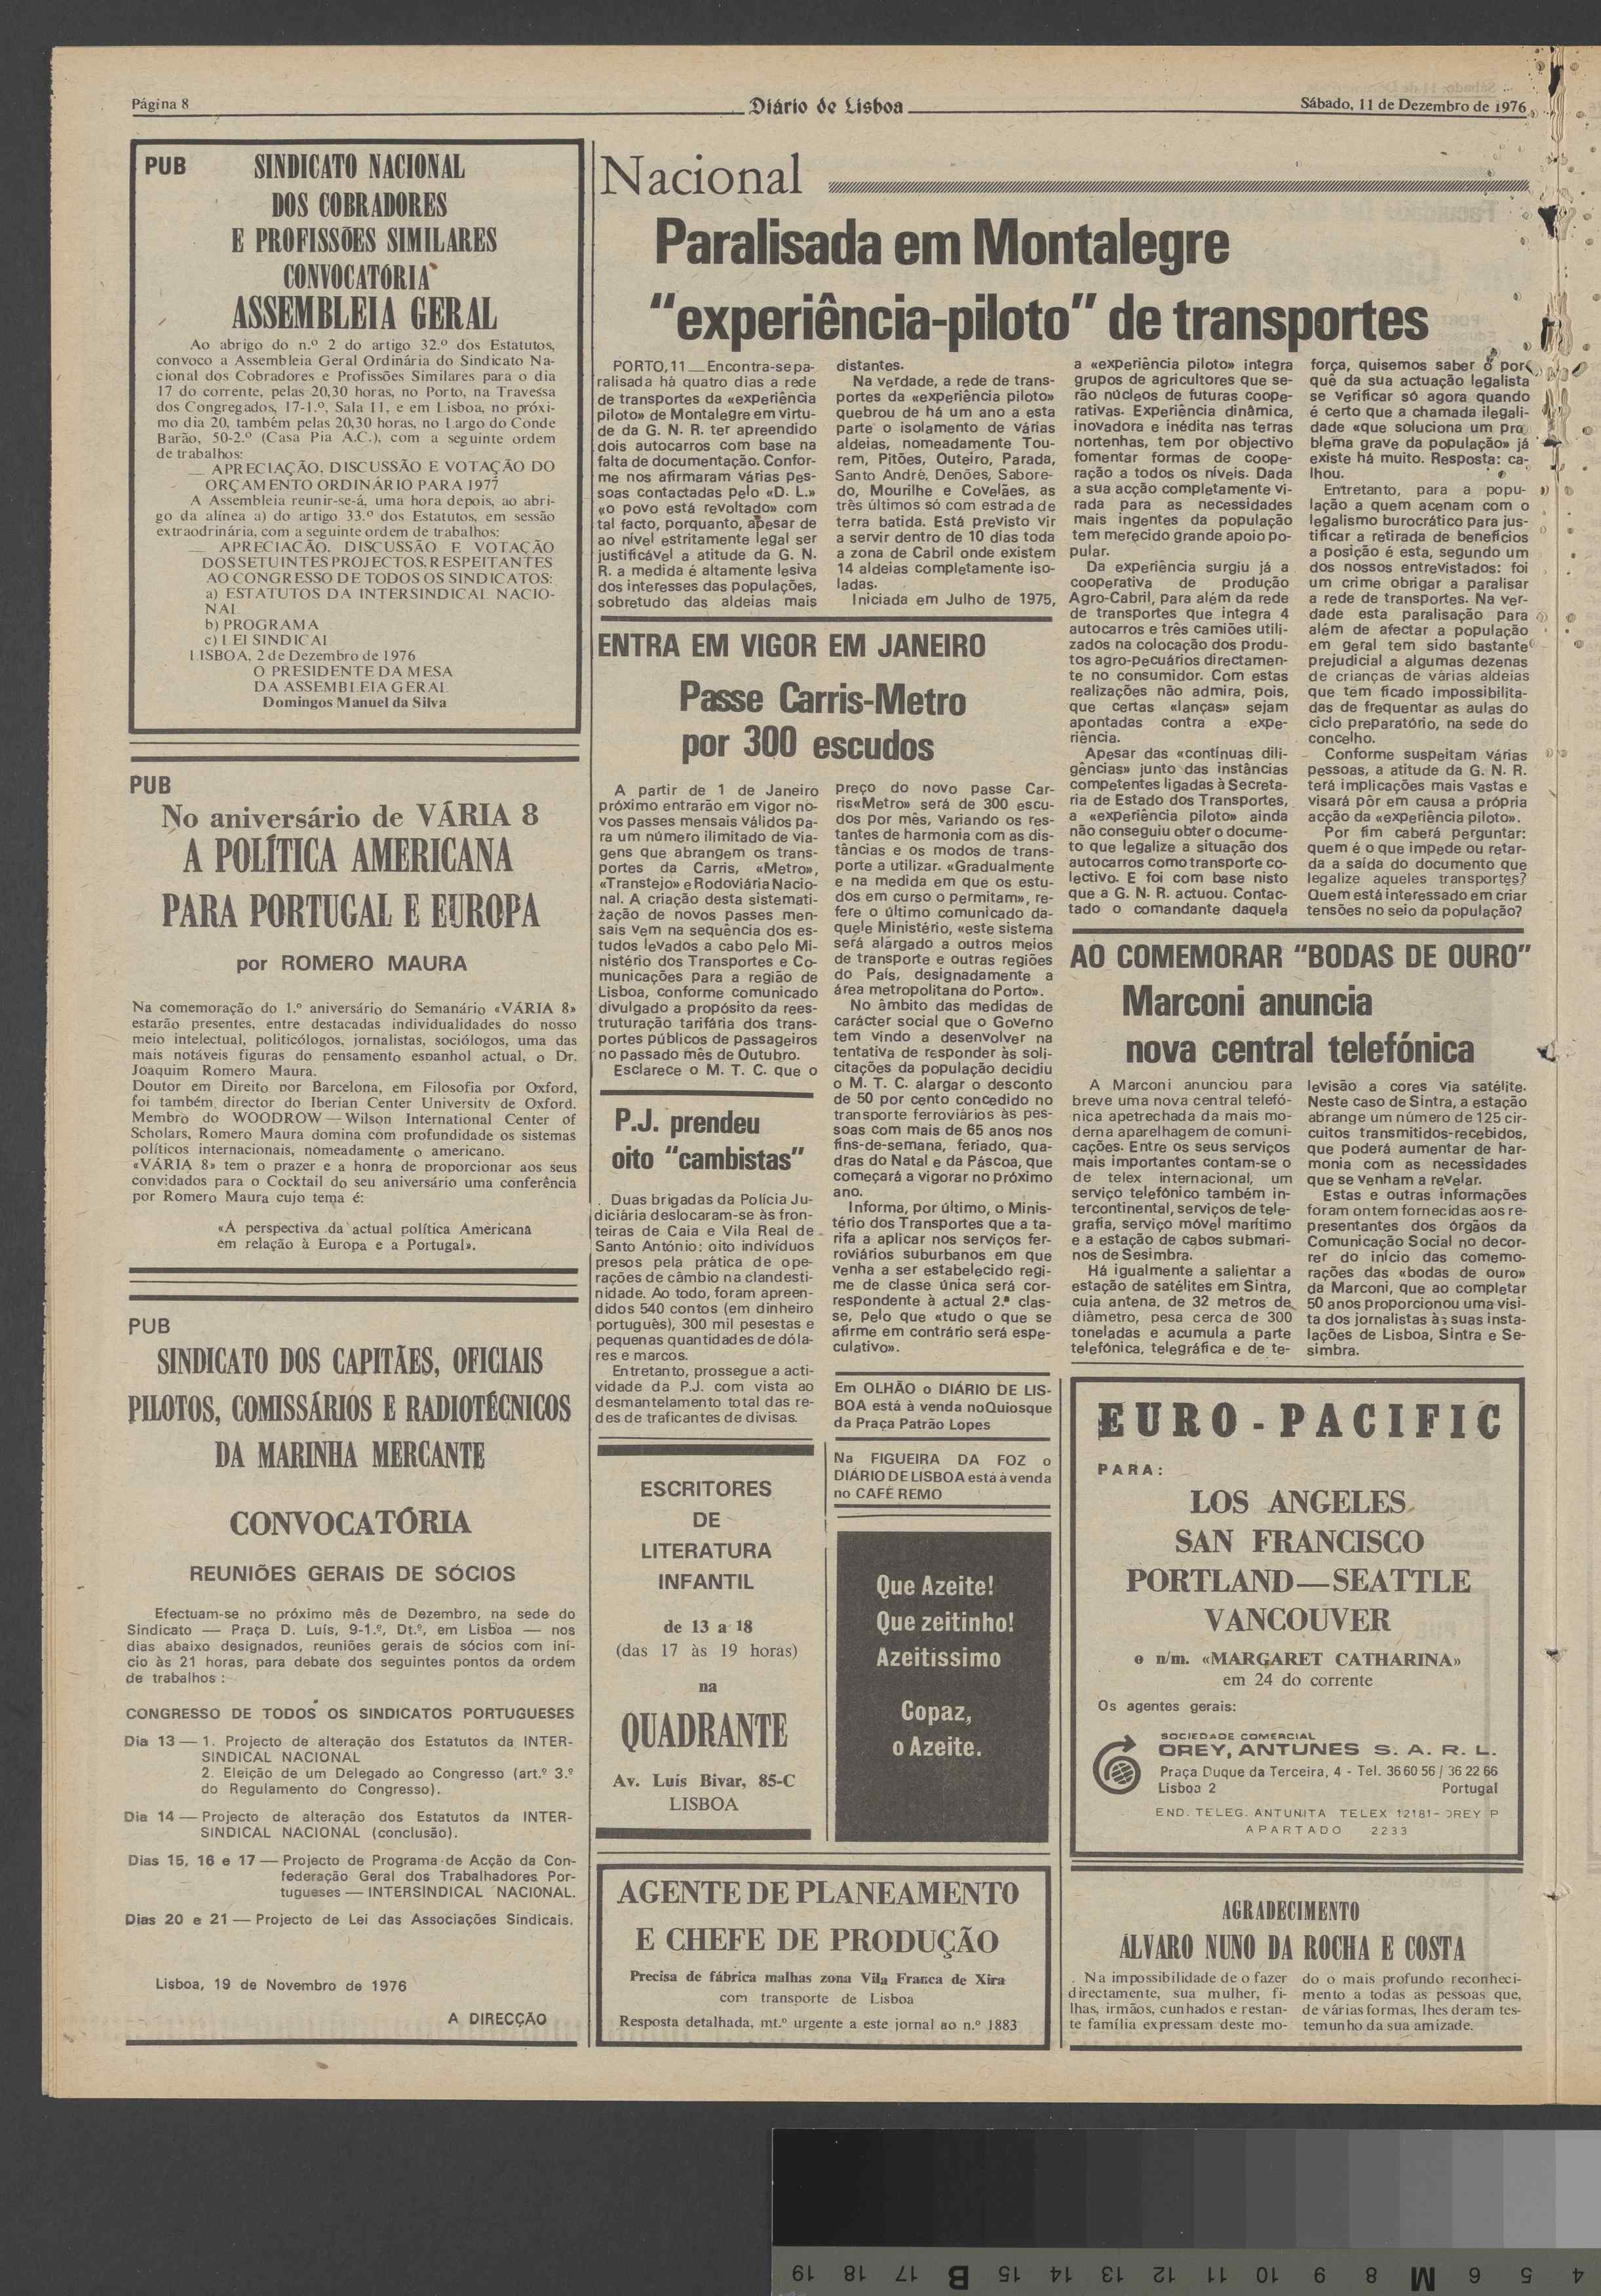 Página 8
Diário de Lisboa
Sábado, 11 de Dezembro de 1976
PUB
SINDICATO NACIONAL
DOS COBRADORES
E PROFISSÕES SIMILARES
CONVOCATÓRIA
ASSEMBLEIA GERAL
Ao abrigo do n.º 2 do artigo 32.º dos Estatutos,
convoco a Assembleia Geral Ordinária do Sindicato Na-
cional dos Cobradores e Profissões Similares para o dia
17 do corrente, pelas 20,30 horas, no Porto, na Travessa
dos Congregados, 17-1.º, Sala 11, e em Lisboa, no próxi-
mo dia 20, também pelas 20,30 horas, no Largo do Conde
Barão, 50-2.º (Casa Pia A.C.), com a seguinte ordem
de trabalhos:
— APRECIAÇÃO, DISCUSSÃO E VOTAÇÃO DO
ORÇAMENTO ORDINÁRIO PARA 1977
A Assembleia reunir-se-á, uma hora depois, ao abri-
go da alínea a) do artigo 33.º dos Estatutos, em sessão
extraodrinária, com a seguinte ordem de trabalhos:
— APRECIAÇÃO, DISCUSSÃO E VOTAÇÃO
DOS SETUINTES PROJECTOS, RESPEITANTES
AO CONGRESSO DE TODOS OS SINDICATOS:
a) ESTATUTOS DA INTERSINDICAL NACIO-
NAL
b) PROGRAMA
c) LEI SINDICAL
LISBOA, 2 de Dezembro de 1976
O PRESIDENTE DA MESA
DA ASSEMBLEIA GERAL
Domingos Manuel da Silva
PUB
No aniversário de VÁRIA 8
A POLÍTICA AMERICANA
PARA PORTUGAL E EUROPA
por ROMERO MAURA
Na comemoração do 1.º aniversário do Semanário «VÁRIA 8»
estarão presentes, entre destacadas individualidades do nosso
meio intelectual, politicólogos, jornalistas, sociólogos, uma das
mais notáveis figuras do pensamento espanhol actual, o Dr.
Joaquim Romero Maura.
Doutor em Direito por Barcelona, em Filosofia por Oxford,
foi também director do Iberian Center University de Oxford.
Membro do WOODROW — Wilson International Center of
Scholars, Romero Maura domina com profundidade os sistemas
políticos internacionais, nomeadamente o americano.
«VÁRIA 8» tem o prazer e a honra de proporcionar aos seus
convidados para o Cocktail do seu aniversário uma conferência
por Romero Maura cujo tema é:
«A perspectiva da actual política Americana
em relação à Europa e a Portugal».
PUB
SINDICATO DOS CAPITÃES, OFICIAIS
PILOTOS, COMISSÁRIOS E RADIOTÉCNICOS
DA MARINHA MERCANTE
CONVOCATÓRIA
REUNIÕES GERAIS DE SÓCIOS
Efectuam-se no próximo mês de Dezembro, na sede do
Sindicato — Praça D. Luís, 9-1.º, Dt.º, em Lisboa — nos
dias abaixo designados, reuniões gerais de sócios com iní-
cio às 21 horas, para debate dos seguintes pontos da ordem
de trabalhos:
CONGRESSO DE TODOS OS SINDICATOS PORTUGUESES
Dia 13 — 1. Projecto de alteração dos Estatutos da INTER-
SINDICAL NACIONAL
2. Eleição de um Delegado ao Congresso (art.º 3.º
do Regulamento do Congresso).
Dia 14 — Projecto de alteração dos Estatutos da INTER-
SINDICAL NACIONAL (conclusão).
Dias 15, 16 e 17 — Projecto de Programa de Acção da Con-
federação Geral dos Trabalhadores Por-
tugueses — INTERSINDICAL NACIONAL.
Dias 20 e 21 — Projecto de Lei das Associações Sindicais.
Lisboa, 19 de Novembro de 1976
A DIRECÇÃO
Nacional
Paralisada em Montalegre
"experiência-piloto" de transportes
PORTO, 11 — Encontra-se pa-
ralisada há quatro dias a rede
de transportes da «experiência
piloto» de Montalegre em virtu-
de da G. N. R. ter apreendido
dois autocarros com base na
falta de documentação. Confor-
me nos afirmaram várias pes-
soas contactadas pelo «D. L.»
«o povo está revoltado» com
tal facto, porquanto, apesar de
ao nível estritamente legal ser
justificável a atitude da G. N.
R. a medida é altamente lesiva
dos interesses das populações,
sobretudo das aldeias mais
distantes.
Na verdade, a rede de trans-
portes da «experiência piloto»
quebrou de há um ano a esta
parte o isolamento de várias
aldeias, nomeadamente Tou-
rem, Pitões, Outeiro, Parada,
Santo André, Denões, Sabore-
do, Mourilhe e Covelães, as
três últimos só com estrada de
terra batida. Está previsto vir
a servir dentro de 10 dias toda
a zona de Cabril onde existem
14 aldeias completamente iso-
ladas.
Iniciada em Julho de 1975,
a «experiência piloto» integra
grupos de agricultores que se-
rão núcleos de futuras coope-
rativas. Experiência dinâmica,
inovadora e inédita nas terras
nortenhas, tem por objectivo
fomentar formas de coope-
ração a todos os níveis. Dada
a sua acção completamente vi-
rada para as necessidades
mais ingentes da população
tem merecido grande apoio po-
pular.
Da experiência surgiu já a
cooperativa de produção
Agro-Cabril, para além da rede
de transportes que integra 4
autocarros e três camiões utili-
zados na colocação dos produ-
tos agro-pecuários directamen-
te no consumidor. Com estas
realizações não admira, pois,
que certas «lanças» sejam
apontadas contra a expe-
riência.
Apesar das «contínuas dili-
gências» junto das instâncias
competentes ligadas à Secreta-
ria de Estado dos Transportes,
a «experiência piloto» ainda
não conseguiu obter o docume-
to que legalize a situação dos
autocarros como transporte co-
lectivo. E foi com base nisto
que a G. N. R. actuou. Contac-
tado o comandante daquela
força, quisemos saber o por-
quê da sua actuação legalista
se verificar só agora quando
é certo que a chamada ilegali-
dade «que soluciona um pro
blema grave da população» já
existe há muito. Resposta: ca-
lhou.
Entretanto, para a popu-
lação a quem acenam com o
legalismo burocrático para jus-
tificar a retirada de benefícios
a posição é esta, segundo um
dos nossos entrevistados: foi
um crime obrigar a paralisar
a rede de transportes. Na ver-
dade esta paralisação para
além de afectar a população
em geral tem sido bastante
prejudicial a algumas dezenas
de crianças de várias aldeias
que têm ficado impossibilita-
das de frequentar as aulas do
ciclo preparatório, na sede do
concelho.
Conforme suspeitam várias
pessoas, a atitude da G. N. R.
terá implicações mais vastas e
visará pôr em causa a própria
acção da «experiência piloto».
Por fim caberá perguntar:
quem é o que impede ou retar-
da a saída do documento que
legalize aqueles transportes?
Quem está interessado em criar
tensões no seio da população?
ENTRA EM VIGOR EM JANEIRO
Passe Carris-Metro
por 300 escudos
A partir de 1 de Janeiro
próximo entrarão em vigor no-
vos passes mensais válidos pa-
ra um número ilimitado de via-
gens que abrangem os trans-
portes da Carris, «Metro»,
«Transtejo» e Rodoviária Nacio-
nal. A criação desta sistemati-
zação de novos passes men-
sais vem na sequência dos es-
tudos levados a cabo pelo Mi-
nistério dos Transportes e Co-
municações para a região de
Lisboa, conforme comunicado
divulgado a propósito da rees-
truturação tarifária dos trans-
portes públicos de passageiros
no passado mês de Outubro.
Esclarece o M. T. C. que o
preço do novo passe Car-
ris«Metro» será de 300 escu-
dos por mês, variando os res-
tantes de harmonia com as dis-
tâncias e os modos de trans-
porte a utilizar. «Gradualmente
e na medida em que os estu-
dos em curso o permitam», re-
fere o último comunicado da-
quele Ministério, «este sistema
será alargado a outros meios
de transporte e outras regiões
do País, designadamente a
área metropolitana do Porto».
No âmbito das medidas de
carácter social que o Governo
tem vindo a desenvolver na
tentativa de responder às soli-
citações da população decidiu
o M. T. C. alargar o desconto
de 50 por cento concedido no
transporte ferroviários às pes-
soas com mais de 65 anos nos
fins-de-semana, feriado, qua-
dras do Natal e da Páscoa, que
começará a vigorar no próximo
ano.
Informa, por último, o Minis-
tério dos Transportes que a ta-
rifa a aplicar nos serviços fer-
roviários suburbanos em que
venha a ser estabelecido regi-
me de classe única será cor-
respondente à actual 2.ª clas-
se, pelo que «tudo o que se
afirme em contrário será espe-
culativo».
P.J. prendeu
oito "cambistas"
Duas brigadas da Polícia Ju-
diciária deslocaram-se às fron-
teiras de Caia e Vila Real de
Santo António: oito indivíduos
presos pela prática de ope-
rações de câmbio na clandesti-
nidade. Ao todo, foram apreen-
didos 540 contos (em dinheiro
português), 300 mil pesestas e
pequenas quantidades de dóla-
res e marcos.
Entretanto, prossegue a acti-
vidade da P.J. com vista ao
desmantelamento total das re-
des de traficantes de divisas.
AO COMEMORAR "BODAS DE OURO"
Marconi anuncia
nova central telefónica
A Marconi anunciou para
breve uma nova central telefó-
nica apetrechada da mais mo-
derna aparelhagem de comuni-
cações. Entre os seus serviços
mais importantes contam-se o
de telex internacional, um
serviço telefónico também in-
tercontinental, serviços de tele-
grafia, serviço móvel marítimo
e a estação de cabos submari-
nos de Sesimbra.
Há igualmente a salientar a
estação de satélites em Sintra,
cuja antena, de 32 metros de
diâmetro, pesa cerca de 300
toneladas e acumula a parte
telefónica, telegráfica e de te-
levisão a cores via satélite.
Neste caso de Sintra, a estação
abrange um número de 125 cir-
cuitos transmitidos-recebidos,
que poderá aumentar de har-
monia com as necessidades
que se venham a revelar.
Estas e outras informações
foram ontem fornecidas aos re-
presentantes dos órgãos da
Comunicação Social no decor-
rer do início das comemo-
rações das «bodas de ouro»
da Marconi, que ao completar
50 anos proporcionou uma visi-
ta dos jornalistas às suas insta-
lações de Lisboa, Sintra e Se-
simbra.
Em OLHÃO o DIÁRIO DE LIS-
BOA está à venda no Quiosque
da Praça Patrão Lopes
Na FIGUEIRA DA FOZ o
DIÁRIO DE LISBOA está à venda
no CAFÉ REMO
ESCRITORES
DE
LITERATURA
INFANTIL
de 13 a 18
(das 17 às 19 horas)
na
QUADRANTE
Av. Luís Bivar, 85-C
LISBOA
Que Azeite!
Que zeitinho!
Azeitíssimo
Copaz,
o Azeite.
EURO - PACIFIC
PARA:
LOS ANGELES
SAN FRANCISCO
PORTLAND — SEATTLE
VANCOUVER
o n/m. «MARGARET CATHARINA»
em 24 do corrente
Os agentes gerais:
SOCIEDADE COMERCIAL
OREY, ANTUNES S. A. R. L.
Praça Duque da Terceira, 4 - Tel. 36 60 56 / 36 22 66
Lisboa 2 Portugal
END. TELEG. ANTUNITA TELEX 12181 - OREY P
APARTADO 2233
AGENTE DE PLANEAMENTO
E CHEFE DE PRODUÇÃO
Precisa de fábrica malhas zona Vila Franca de Xira
com transporte de Lisboa
Resposta detalhada, mt.º urgente a este jornal ao n.º 1883
AGRADECIMENTO
ÁLVARO NUNO DA ROCHA E COSTA
Na impossibilidade de o fazer
directamente, sua mulher, fi-
lhas, irmãos, cunhados e restan-
te família expressam deste mo-
do o mais profundo reconheci-
mento a todas as pessoas que,
de várias formas, lhes deram tes-
temunho da sua amizade.
19 18 17 B 16 15 14 13 12 11 10 9 8 M 6 5 4